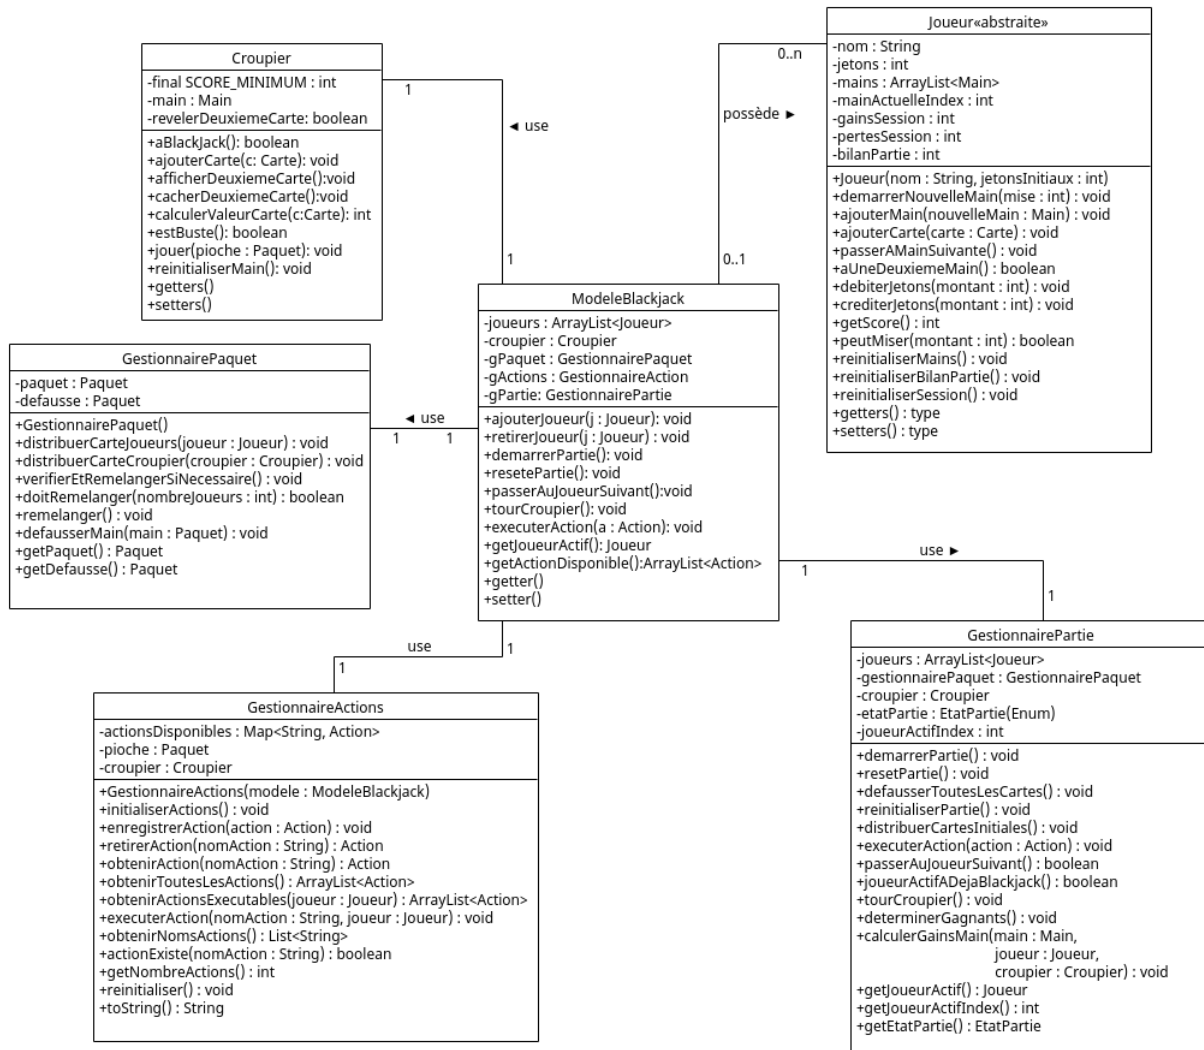 Croupier
-final SCORE_MINIMUM : int
-main : Main
-revelerDeuxiemeCarte: boolean
+aBlackJack(): boolean
+ajouterCarte(c: Carte): void
+afficherDeuxiemeCarte():void
+cacherDeuxiemeCarte():void
+calculerValeurCarte(c:Carte): int
+estBuste(): boolean
+jouer(pioche : Paquet): void
+reinitialiserMain(): void
+getters()
+setters()
1
◄ use
1
Joueur«abstraite»
-nom : String
-jetons : int
-mains : ArrayList<Main>
-mainActuelleIndex : int
-gainsSession : int
-pertesSession : int
-bilanPartie : int
+Joueur(nom : String, jetonsInitiaux : int)
+demarrerNouvelleMain(mise : int) : void
+ajouterMain(nouvelleMain : Main) : void
+ajouterCarte(carte : Carte) : void
+passerAMainSuivante() : void
+aUneDeuxiemeMain() : boolean
+debiterJetons(montant : int) : void
+crediterJetons(montant : int) : void
+getScore() : int
+peutMiser(montant : int) : boolean
+reinitialiserMains() : void
+reinitialiserBilanPartie() : void
+reinitialiserSession() : void
+getters() : type
+setters() : type
0..n
possède ►
0..1
ModeleBlackjack
-joueurs : ArrayList<Joueur>
-croupier : Croupier
-gPaquet : GestionnairePaquet
-gActions : GestionnaireAction
-gPartie: GestionnairePartie
+ajouterJoueur(j : Joueur): void
+retirerJoueur(j : Joueur) : void
+demarrerPartie(): void
+resetePartie(): void
+passerAuJoueurSuivant():void
+tourCroupier(): void
+executerAction(a : Action): void
+getJoueurActif(): Joueur
+getActionDisponible():ArrayList<Action>
+getter()
+setter()
GestionnairePaquet
-paquet : Paquet
-defausse : Paquet
+GestionnairePaquet()
+distribuerCarteJoueurs(joueur : Joueur) : void
+distribuerCarteCroupier(croupier : Croupier) : void
+verifierEtRemelangerSiNecessaire() : void
+doitRemelanger(nombreJoueurs : int) : boolean
+remelanger() : void
+defausserMain(main : Paquet) : void
+getPaquet() : Paquet
+getDefausse() : Paquet
◄ use
1 1
use ►
1
1
use
1
1
GestionnaireActions
-actionsDisponibles : Map<String, Action>
-pioche : Paquet
-croupier : Croupier
+GestionnaireActions(modele : ModeleBlackjack)
+initialiserActions() : void
+enregistrerAction(action : Action) : void
+retirerAction(nomAction : String) : Action
+obtenirAction(nomAction : String) : Action
+obtenirToutesLesActions() : ArrayList<Action>
+obtenirActionsExecutables(joueur : Joueur) : ArrayList<Action>
+executerAction(nomAction : String, joueur : Joueur) : void
+obtenirNomsActions() : List<String>
+actionExiste(nomAction : String) : boolean
+getNombreActions() : int
+reinitialiser() : void
+toString() : String
GestionnairePartie
-joueurs : ArrayList<Joueur>
-gestionnairePaquet : GestionnairePaquet
-croupier : Croupier
-etatPartie : EtatPartie(Enum)
-joueurActifIndex : int
+demarrerPartie() : void
+resetPartie() : void
+defausserToutesLesCartes() : void
+reinitialiserPartie() : void
+distribuerCartesInitiales() : void
+executerAction(action : Action) : void
+passerAuJoueurSuivant() : boolean
+joueurActifADejaBlackjack() : boolean
+tourCroupier() : void
+determinerGagnants() : void
+calculerGainsMain(main : Main,
joueur : Joueur,
croupier : Croupier) : void
+getJoueurActif() : Joueur
+getJoueurActifIndex() : int
+getEtatPartie() : EtatPartie